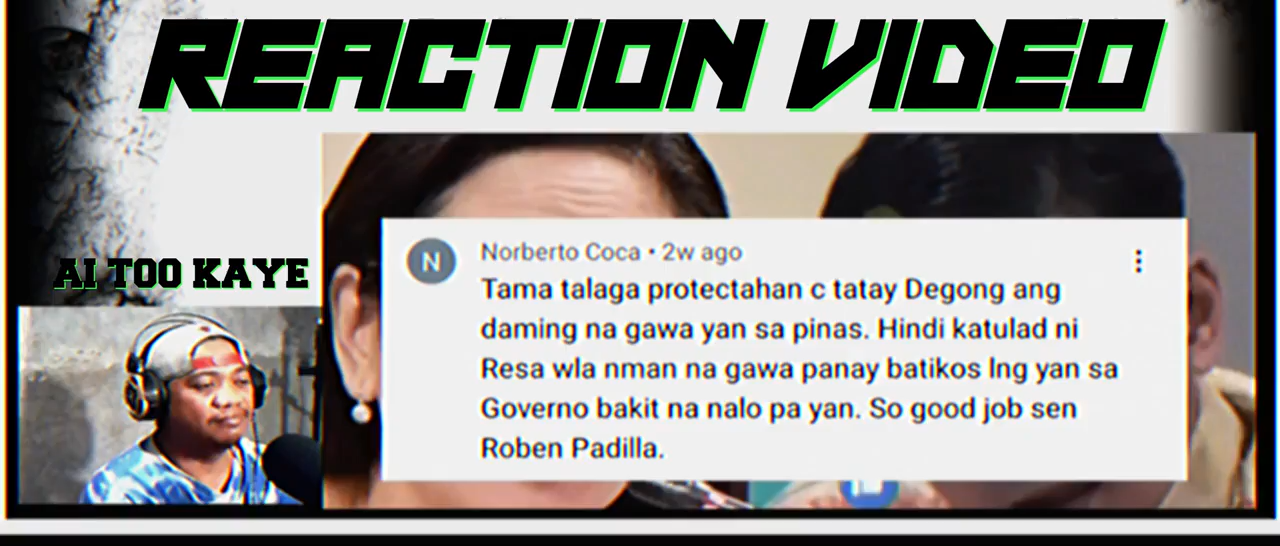 REACTION VIDEO
AI TOO KAYE
N
Norberto Coca • 2w ago
Tama talaga protectahan c tatay Degong ang
daming na gawa yan sa pinas. Hindi katulad ni
Resa wla nman na gawa panay batikos lng yan sa
Governo bakit na nalo pa yan. So good job sen
Roben Padilla.